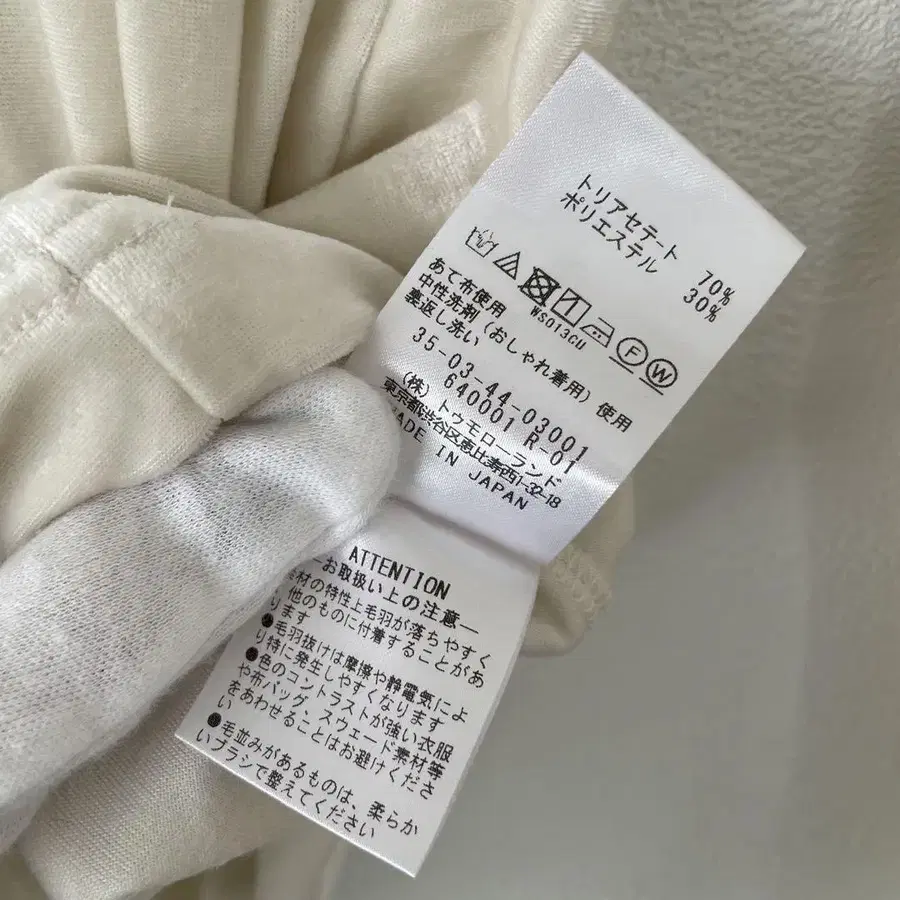 トリアセテート 70%
ポリエステル 30%
WS013CU
F W
あて布使用
中性洗剤(おしゃれ着用)使用
裏返し洗い
35-03-44-03001
640001 R-01
(株)トゥモローランド
東京都渋谷区恵比寿西1-32-18
MADE IN JAPAN
ATTENTION
―お取扱い上の注意―
素材の特性上毛羽が落ちやすく
他のものに付着することがあ
ります
●毛羽抜けは摩擦や静電気によ
り特に発生しやすくなります
●色のコントラストが強い衣服
や布バッグ、スウェード素材等
をあわせることはお避けくださ
い
●毛並みがあるものは、柔らか
いブラシで整えてください